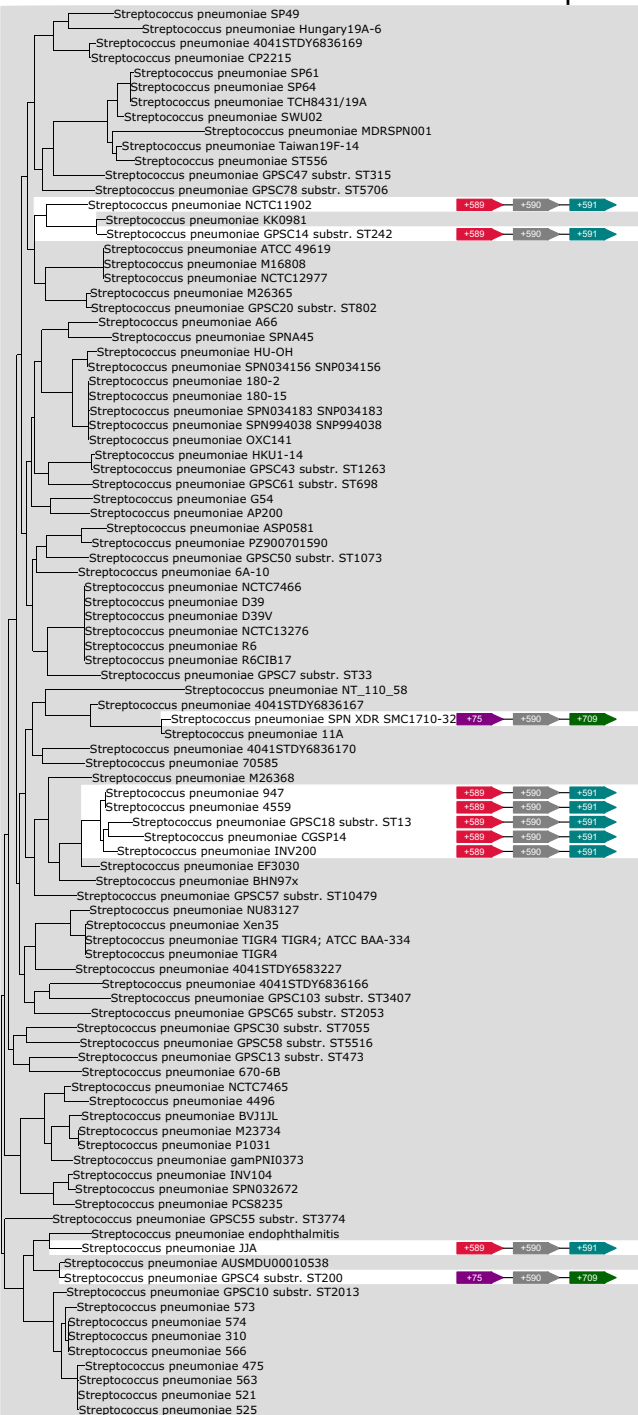 Streptococcus pneumoniae SP49
Streptococcus pneumoniae Hungary19A-6
Streptococcus pneumoniae 4041STDY6836169
Streptococcus pneumoniae CP2215
Streptococcus pneumoniae SP61
Streptococcus pneumoniae SP64
Streptococcus pneumoniae TCH8431/19A
Streptococcus pneumoniae SWU02
Streptococcus pneumoniae MDRSPN001
Streptococcus pneumoniae Taiwan19F-14
Streptococcus pneumoniae ST556
Streptococcus pneumoniae GPSC47 substr. ST315
Streptococcus pneumoniae GPSC78 substr. ST5706
Streptococcus pneumoniae NCTC11902 +589 +590 +591
Streptococcus pneumoniae KK0981
Streptococcus pneumoniae GPSC14 substr. ST242 +589 +590 +591
Streptococcus pneumoniae ATCC 49619
Streptococcus pneumoniae M16808
Streptococcus pneumoniae NCTC12977
Streptococcus pneumoniae M26365
Streptococcus pneumoniae GPSC20 substr. ST802
Streptococcus pneumoniae A66
Streptococcus pneumoniae SPNA45
Streptococcus pneumoniae HU-OH
Streptococcus pneumoniae SPN034156 SNP034156
Streptococcus pneumoniae 180-2
Streptococcus pneumoniae 180-15
Streptococcus pneumoniae SPN034183 SNP034183
Streptococcus pneumoniae SPN994038 SNP994038
Streptococcus pneumoniae OXC141
Streptococcus pneumoniae HKU1-14
Streptococcus pneumoniae GPSC43 substr. ST1263
Streptococcus pneumoniae GPSC61 substr. ST698
Streptococcus pneumoniae G54
Streptococcus pneumoniae AP200
Streptococcus pneumoniae ASP0581
Streptococcus pneumoniae PZ900701590
Streptococcus pneumoniae GPSC50 substr. ST1073
Streptococcus pneumoniae 6A-10
Streptococcus pneumoniae NCTC7466
Streptococcus pneumoniae D39
Streptococcus pneumoniae D39V
Streptococcus pneumoniae NCTC13276
Streptococcus pneumoniae R6
Streptococcus pneumoniae R6CIB17
Streptococcus pneumoniae GPSC7 substr. ST33
Streptococcus pneumoniae NT_110_58
Streptococcus pneumoniae 4041STDY6836167
Streptococcus pneumoniae SPN XDR SMC1710-32 +75 +590 +709
Streptococcus pneumoniae 11A
Streptococcus pneumoniae 4041STDY6836170
Streptococcus pneumoniae 70585
Streptococcus pneumoniae M26368
Streptococcus pneumoniae 947 +589 +590 +591
Streptococcus pneumoniae 4559 +589 +590 +591
Streptococcus pneumoniae GPSC18 substr. ST13 +589 +590 +591
Streptococcus pneumoniae CGSP14 +589 +590 +591
Streptococcus pneumoniae INV200 +589 +590 +591
Streptococcus pneumoniae EF3030
Streptococcus pneumoniae BHN97x
Streptococcus pneumoniae GPSC57 substr. ST10479
Streptococcus pneumoniae NU83127
Streptococcus pneumoniae Xen35
Streptococcus pneumoniae TIGR4 TIGR4; ATCC BAA-334
Streptococcus pneumoniae TIGR4
Streptococcus pneumoniae 4041STDY6583227
Streptococcus pneumoniae 4041STDY6836166
Streptococcus pneumoniae GPSC103 substr. ST3407
Streptococcus pneumoniae GPSC65 substr. ST2053
Streptococcus pneumoniae GPSC30 substr. ST7055
Streptococcus pneumoniae GPSC58 substr. ST5516
Streptococcus pneumoniae GPSC13 substr. ST473
Streptococcus pneumoniae 670-6B
Streptococcus pneumoniae NCTC7465
Streptococcus pneumoniae 4496
Streptococcus pneumoniae BVJ1JL
Streptococcus pneumoniae M23734
Streptococcus pneumoniae P1031
Streptococcus pneumoniae gamPNI0373
Streptococcus pneumoniae INV104
Streptococcus pneumoniae SPN032672
Streptococcus pneumoniae PCS8235
Streptococcus pneumoniae GPSC55 substr. ST3774
Streptococcus pneumoniae endophthalmitis
Streptococcus pneumoniae JJA +589 +590 +591
Streptococcus pneumoniae AUSMDU00010538
Streptococcus pneumoniae GPSC4 substr. ST200 +75 +590 +709
Streptococcus pneumoniae GPSC10 substr. ST2013
Streptococcus pneumoniae 573
Streptococcus pneumoniae 574
Streptococcus pneumoniae 310
Streptococcus pneumoniae 566
Streptococcus pneumoniae 475
Streptococcus pneumoniae 563
Streptococcus pneumoniae 521
Streptococcus pneumoniae 525